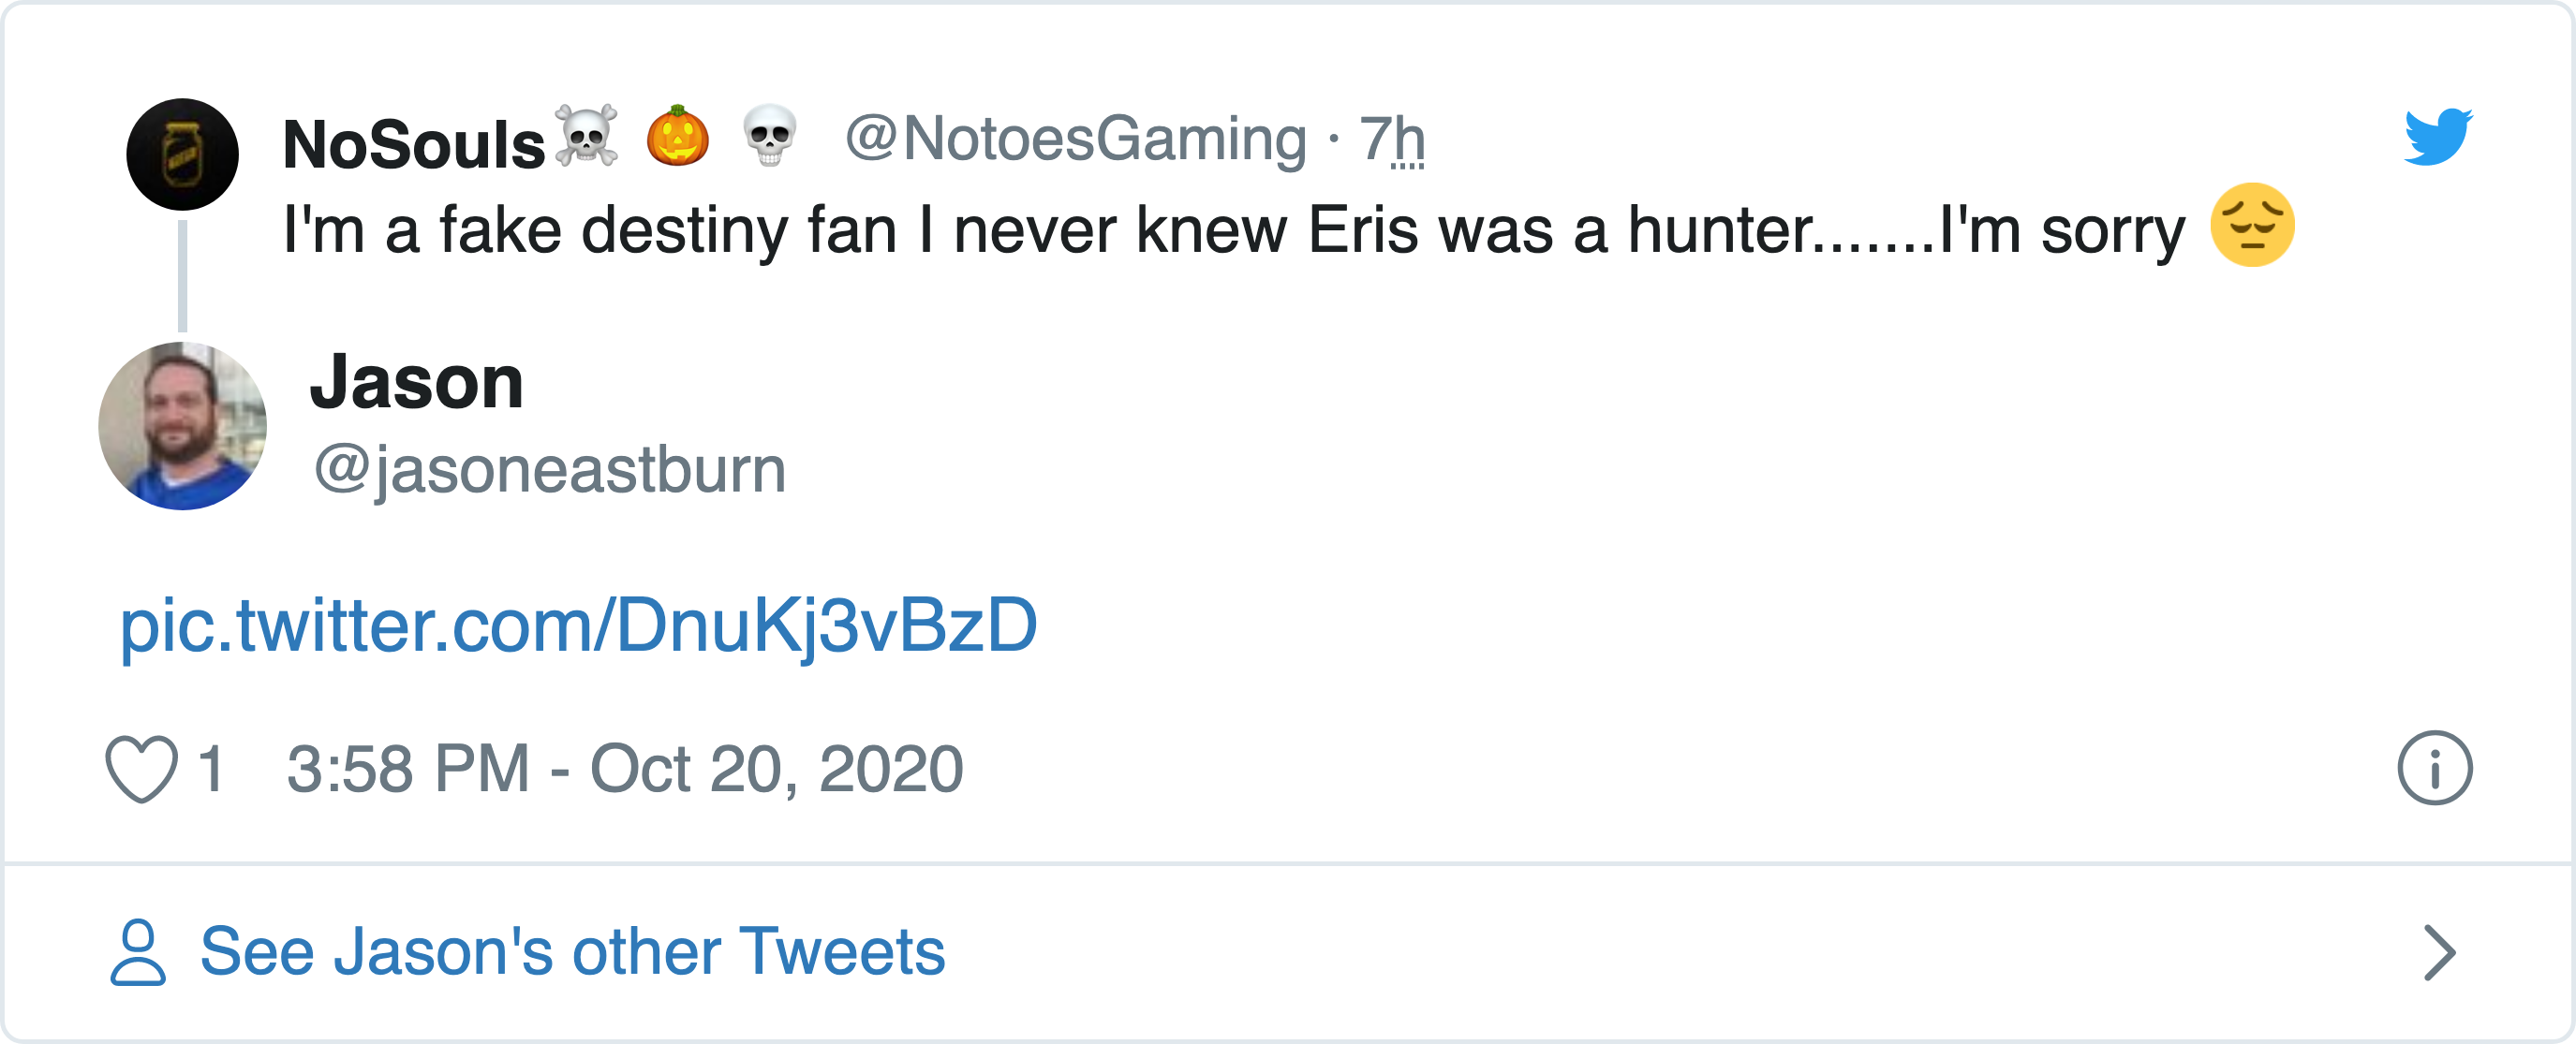 NoSouls☠️ 🎃 💀 @NotoesGaming · 7h
I'm a fake destiny fan I never knew Eris was a hunter.......I'm sorry 😔
Jason
@jasoneastburn
pic.twitter.com/DnuKj3vBzD
1 3:58 PM - Oct 20, 2020
See Jason's other Tweets